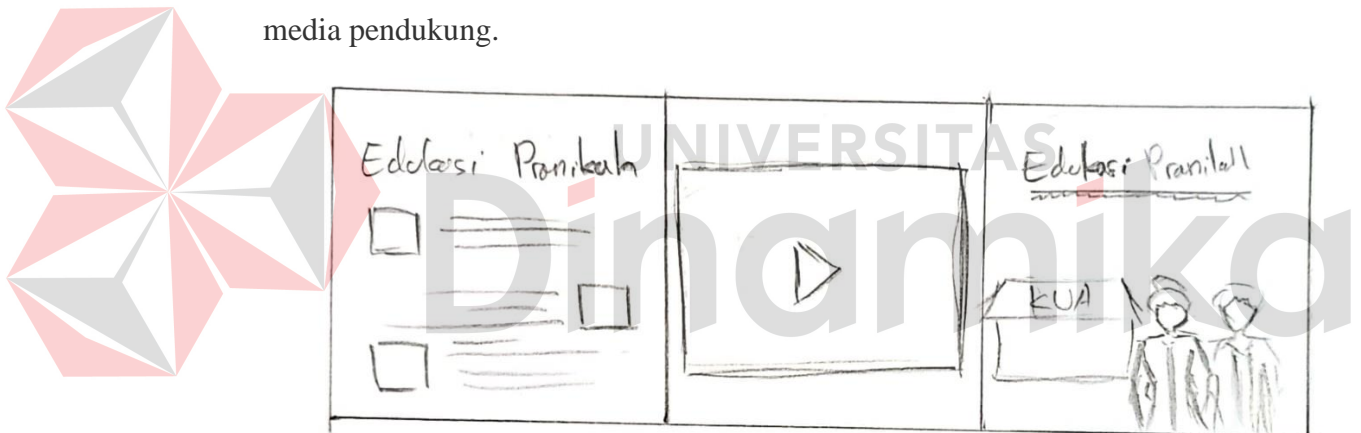 media pendukung.
UNIVERSITAS
Dinamika
Edukasi Pranikah
Edukasi Pranikah
KUA